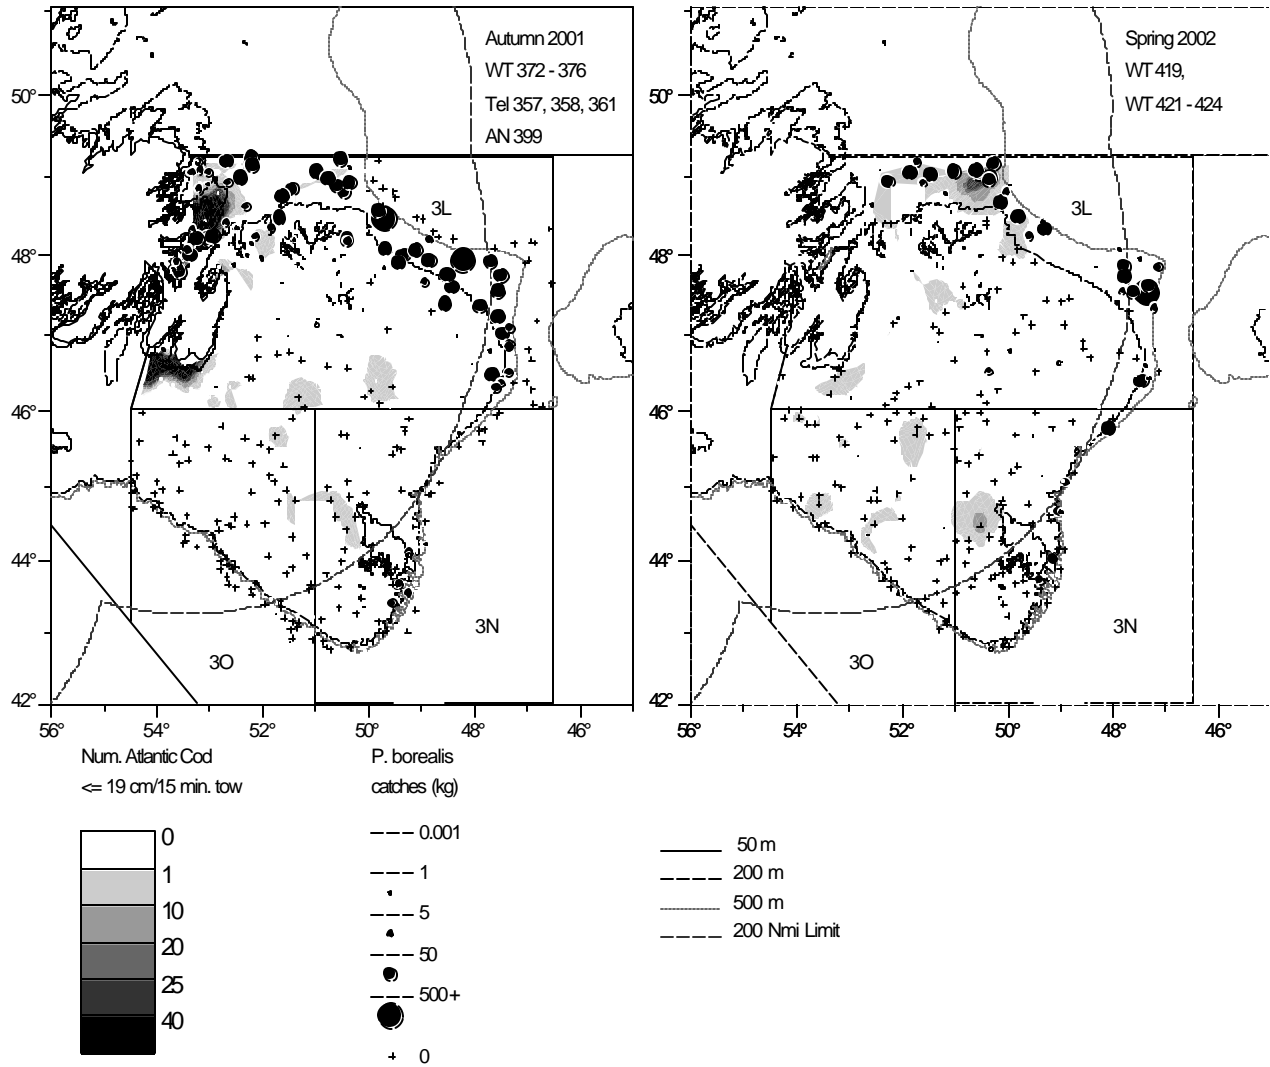 Autumn 2001
WT 372 - 376
Tel 357, 358, 361
AN 399
50°
48°
46°
44°
42°
3L
3N
3O
56°
54°
52°
50°
48°
46°
Spring 2002
WT 419,
WT 421 - 424
50°
48°
46°
44°
42°
3L
3N
3O
56°
54°
52°
50°
48°
46°
Num. Atlantic Cod
<= 19 cm/15 min. tow
0
1
10
20
25
40
P. borealis
catches (kg)
0.001
1
5
50
500+
0
50 m
200 m
500 m
200 Nmi Limit